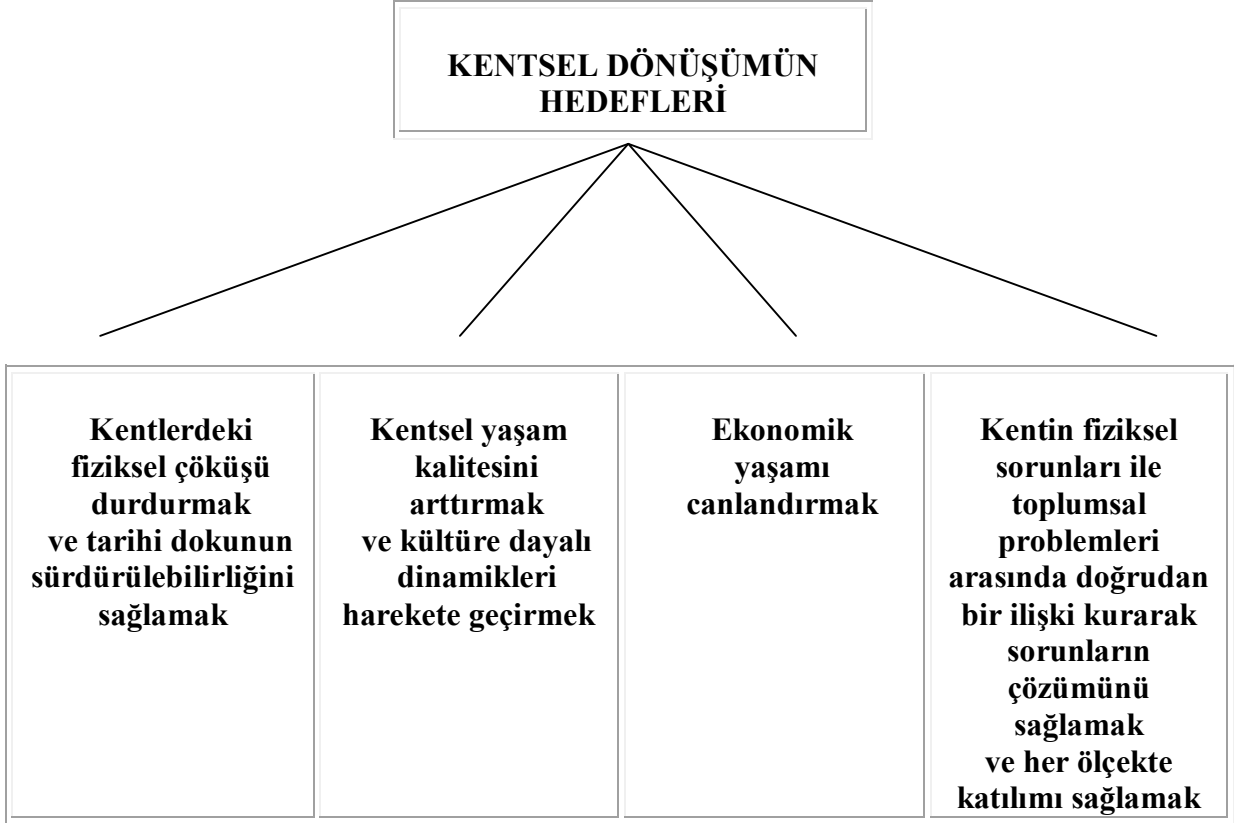 KENTSEL DÖNÜŞÜMÜN
HEDEFLERİ
Kentlerdeki
fiziksel çöküşü
durdurmak
ve tarihi dokunun
sürdürülebilirliğini
sağlamak
Kentsel yaşam
kalitesini
arttırmak
ve kültüre dayalı
dinamikleri
harekete geçirmek
Ekonomik
yaşamı
canlandırmak
Kentin fiziksel
sorunları ile
toplumsal
problemleri
arasında doğrudan
bir ilişki kurarak
sorunların
çözümünü
sağlamak
ve her ölçekte
katılımı sağlamak